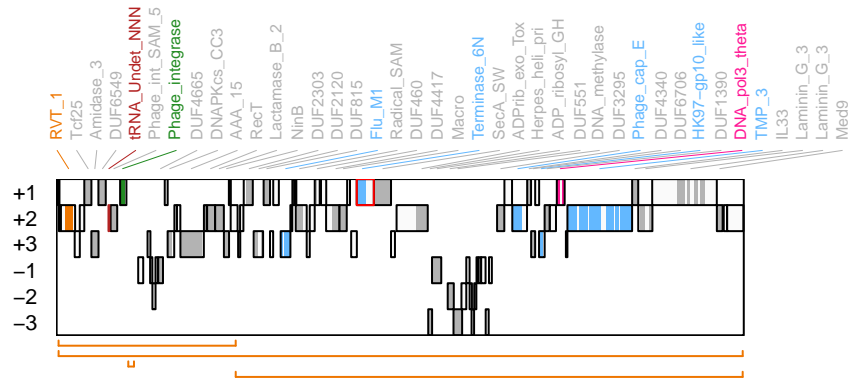 RVT_1
Tcf25
Amidase_3
DUF6549
tRNA_Undet_NNN
Phage_int_SAM_5
Phage_integrase
DUF4665
DNAPKcs_CC3
AAA_15
RecT
Lactamase_B_2
NinB
DUF2303
DUF2120
DUF815
Flu_M1
Radical_SAM
DUF460
DUF4417
Macro
Terminase_6N
SecA_SW
ADPrib_exo_Tox
Herpes_heli_pri
ADP_ribosyl_GH
DUF551
DNA_methylase
DUF3295
Phage_cap_E
DUF4340
DUF6706
HK97-gp10_like
DUF1390
DNA_pol3_theta
TMP_3
IL33
Laminin_G_3
Laminin_G_3
Med9
+1
+2
+3
−1
−2
−3